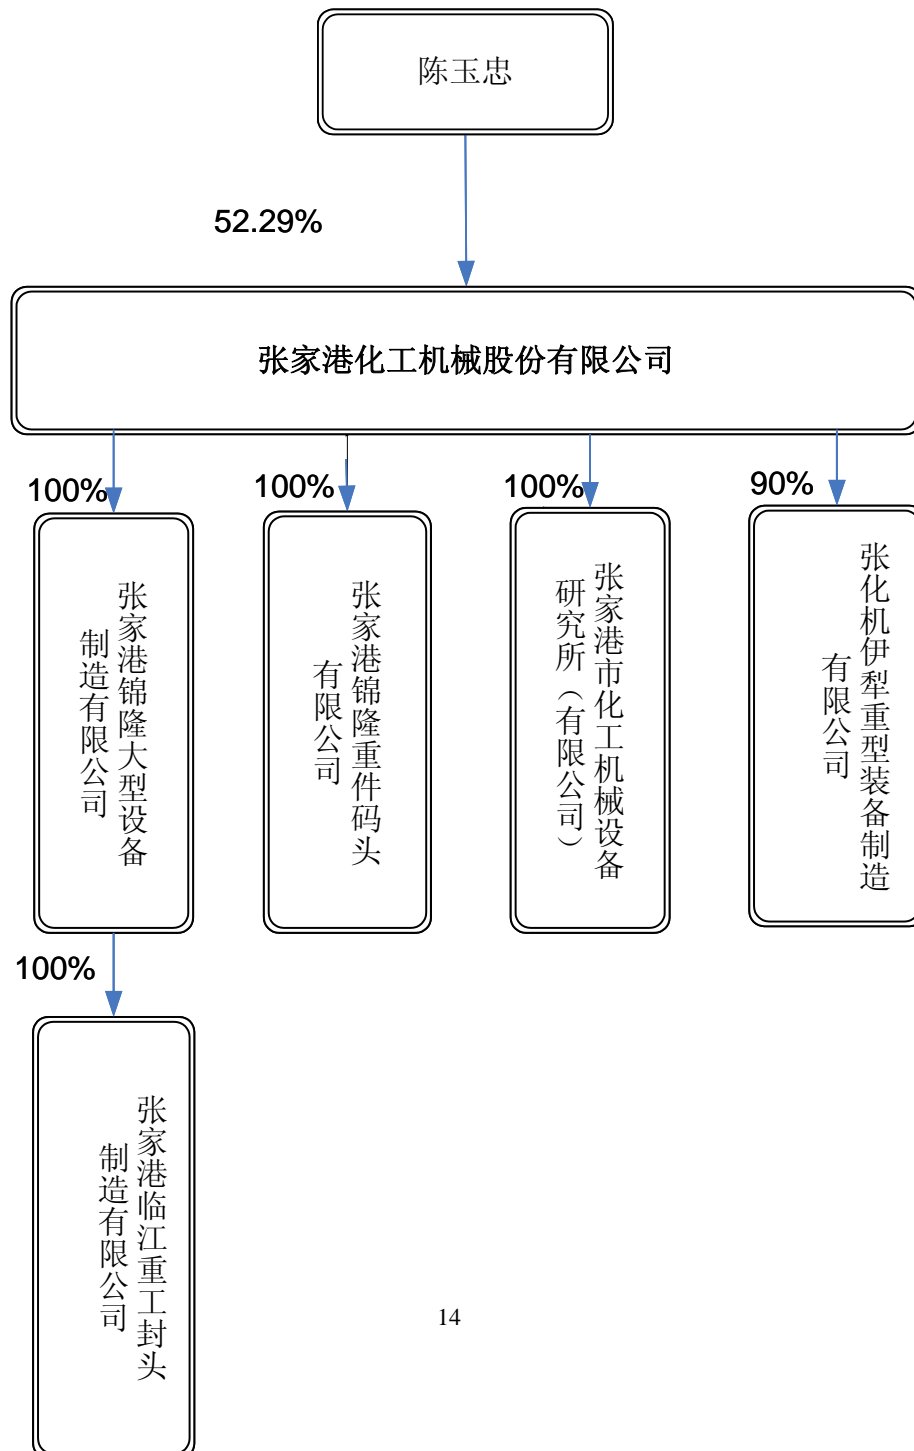 陈玉忠
52.29%
张家港化工机械股份有限公司
100%
100%
100%
90%
张家港锦隆大型设备
制造有限公司
张家港锦隆重件码头
有限公司
张家港市化工机械设备
研究所（有限公司）
张化机伊犁重型装备制造
有限公司
100%
张家港临江重工封头
制造有限公司
14